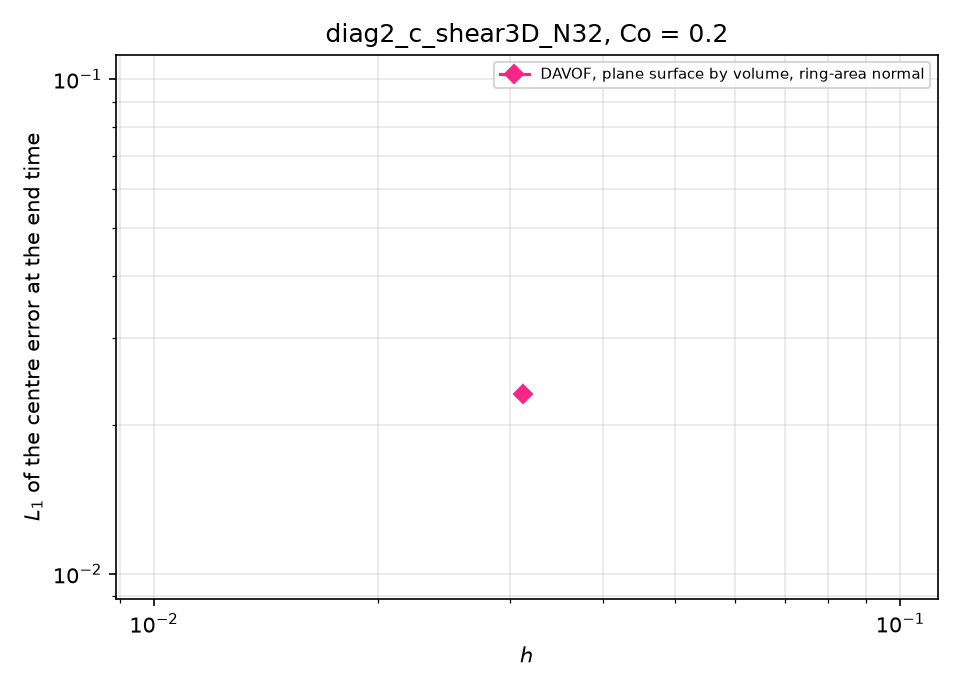 diag2_c_shear3D_N32, Co = 0.2
DAVOF, plane surface by volume, ring-area normal
L₁ of the centre error at the end time
10⁻¹
10⁻²
10⁻²
10⁻¹
h